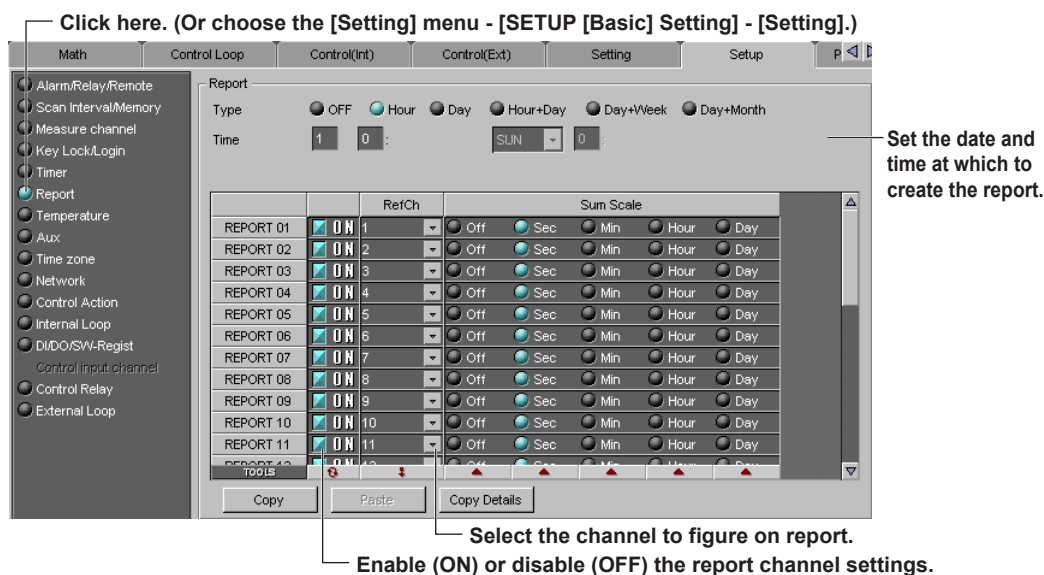 Click here. (Or choose the [Setting] menu - [SETUP [Basic] Setting] - [Setting].)
Math Control Loop Control(Int) Control(Ext) Setting Setup P
Alarm/Relay/Remote
Scan Interval/Memory
Measure channel
Key Lock/Login
Timer
Report
Temperature
Aux
Time zone
Network
Control Action
Internal Loop
DI/DO/SW-Regist
Control input channel
Control Relay
External Loop
Report
Type OFF Hour Day Hour+Day Day+Week Day+Month
Time 1 0 : SUN 0 :
Set the date and
time at which to
create the report.
RefCh Sum Scale
REPORT 01 ON 1 Off Sec Min Hour Day
REPORT 02 ON 2 Off Sec Min Hour Day
REPORT 03 ON 3 Off Sec Min Hour Day
REPORT 04 ON 4 Off Sec Min Hour Day
REPORT 05 ON 5 Off Sec Min Hour Day
REPORT 06 ON 6 Off Sec Min Hour Day
REPORT 07 ON 7 Off Sec Min Hour Day
REPORT 08 ON 8 Off Sec Min Hour Day
REPORT 09 ON 9 Off Sec Min Hour Day
REPORT 10 ON 10 Off Sec Min Hour Day
REPORT 11 ON 11 Off Sec Min Hour Day
TOOLS
Copy Paste Copy Details
Select the channel to figure on report.
Enable (ON) or disable (OFF) the report channel settings.